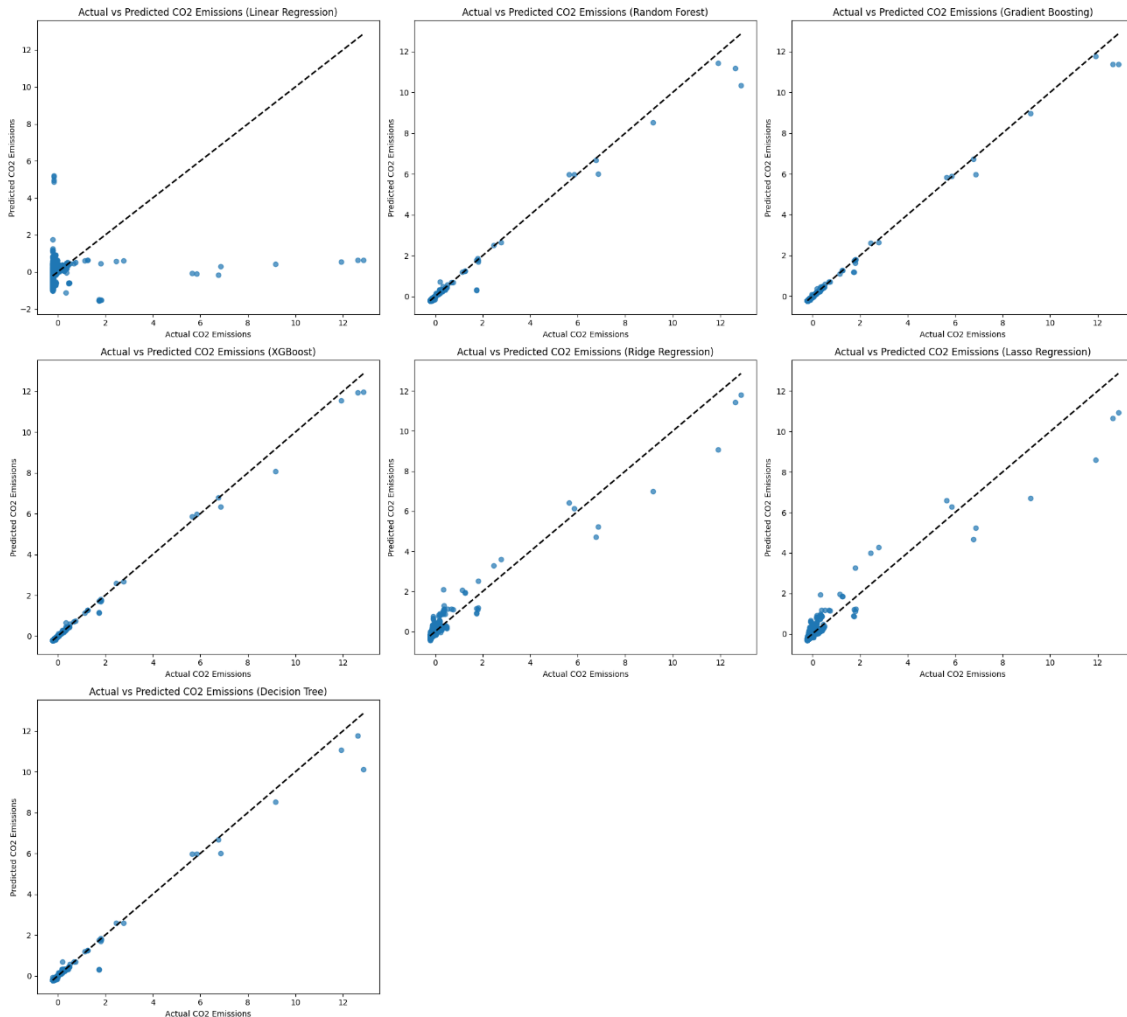 Actual vs Predicted CO2 Emissions (Linear Regression)
12
10
8
6
4
2
0
−2
Predicted CO2 Emissions
0 2 4 6 8 10 12
Actual CO2 Emissions
Actual vs Predicted CO2 Emissions (Random Forest)
12
10
8
6
4
2
0
Predicted CO2 Emissions
0 2 4 6 8 10 12
Actual CO2 Emissions
Actual vs Predicted CO2 Emissions (Gradient Boosting)
12
10
8
6
4
2
0
Predicted CO2 Emissions
0 2 4 6 8 10 12
Actual CO2 Emissions
Actual vs Predicted CO2 Emissions (XGBoost)
12
10
8
6
4
2
0
Predicted CO2 Emissions
0 2 4 6 8 10 12
Actual CO2 Emissions
Actual vs Predicted CO2 Emissions (Ridge Regression)
12
10
8
6
4
2
0
Predicted CO2 Emissions
0 2 4 6 8 10 12
Actual CO2 Emissions
Actual vs Predicted CO2 Emissions (Lasso Regression)
12
10
8
6
4
2
0
Predicted CO2 Emissions
0 2 4 6 8 10 12
Actual CO2 Emissions
Actual vs Predicted CO2 Emissions (Decision Tree)
12
10
8
6
4
2
0
Predicted CO2 Emissions
0 2 4 6 8 10 12
Actual CO2 Emissions